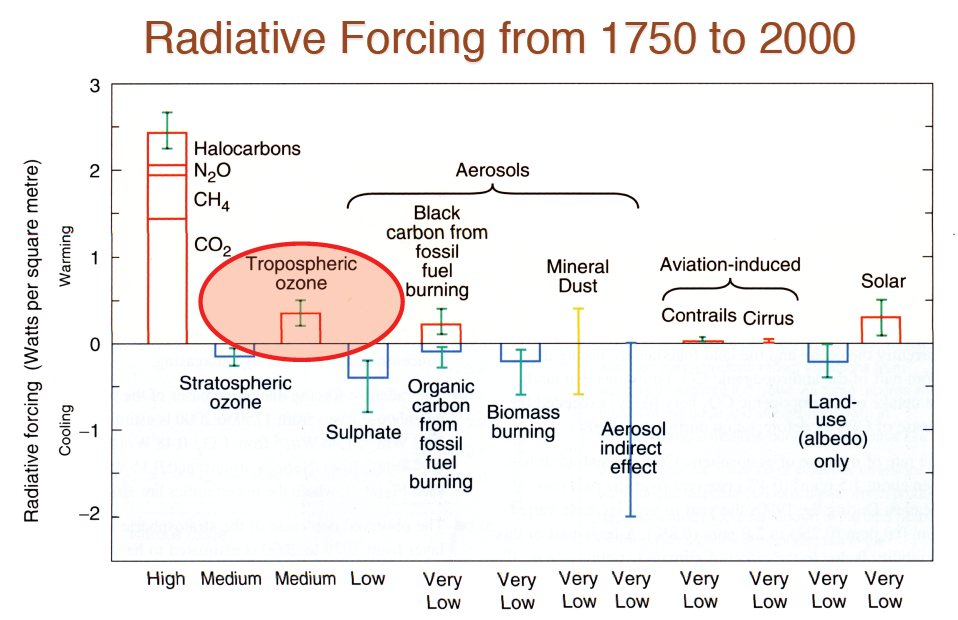 Radiative Forcing from 1750 to 2000
Radiative forcing (Watts per square metre)
Cooling
Warming
3
2
1
0
−1
−2
Halocarbons
N₂O
CH₄
CO₂
Tropospheric
ozone
Stratospheric
ozone
Aerosols
Sulphate
Black
carbon from
fossil
fuel
burning
Organic
carbon
from
fossil
fuel
burning
Biomass
burning
Mineral
Dust
Aerosol
indirect
effect
Aviation-induced
Contrails Cirrus
Land-
use
(albedo)
only
Solar
High Medium Medium Low Very Very Very Very Very Very Very Very
Low Low Low Low Low Low Low Low